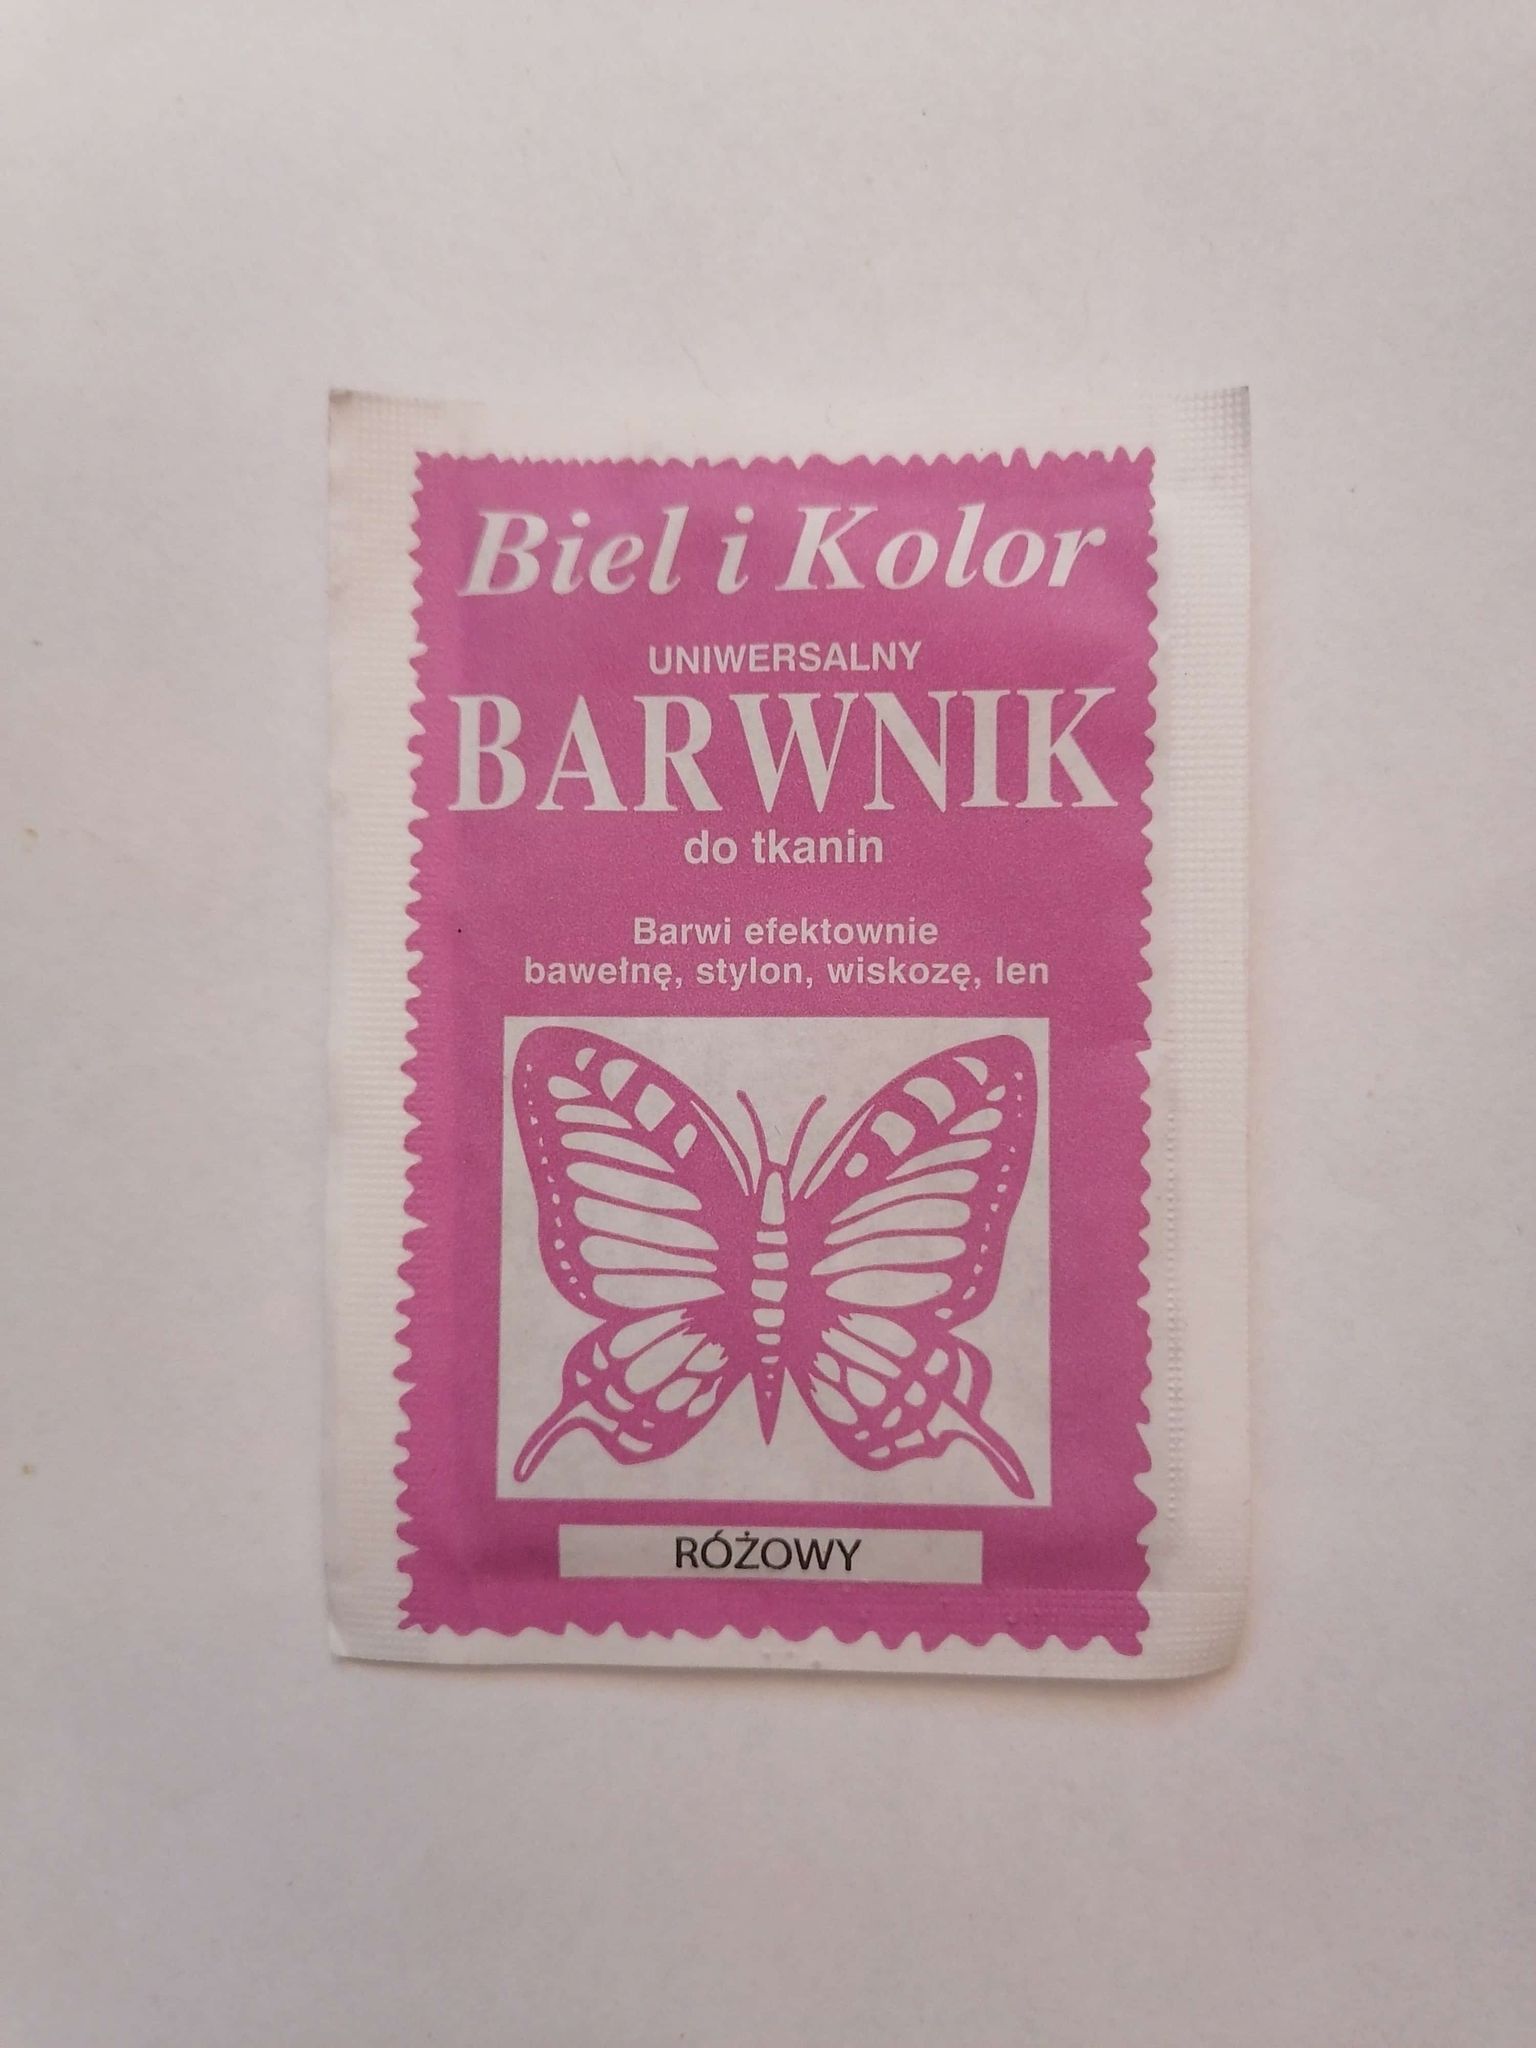 Biel i Kolor
UNIWERSALNY
BARWNIK
do tkanin
Barwi efektownie
bawełnę, stylon, wiskozę, len
RÓŻOWY